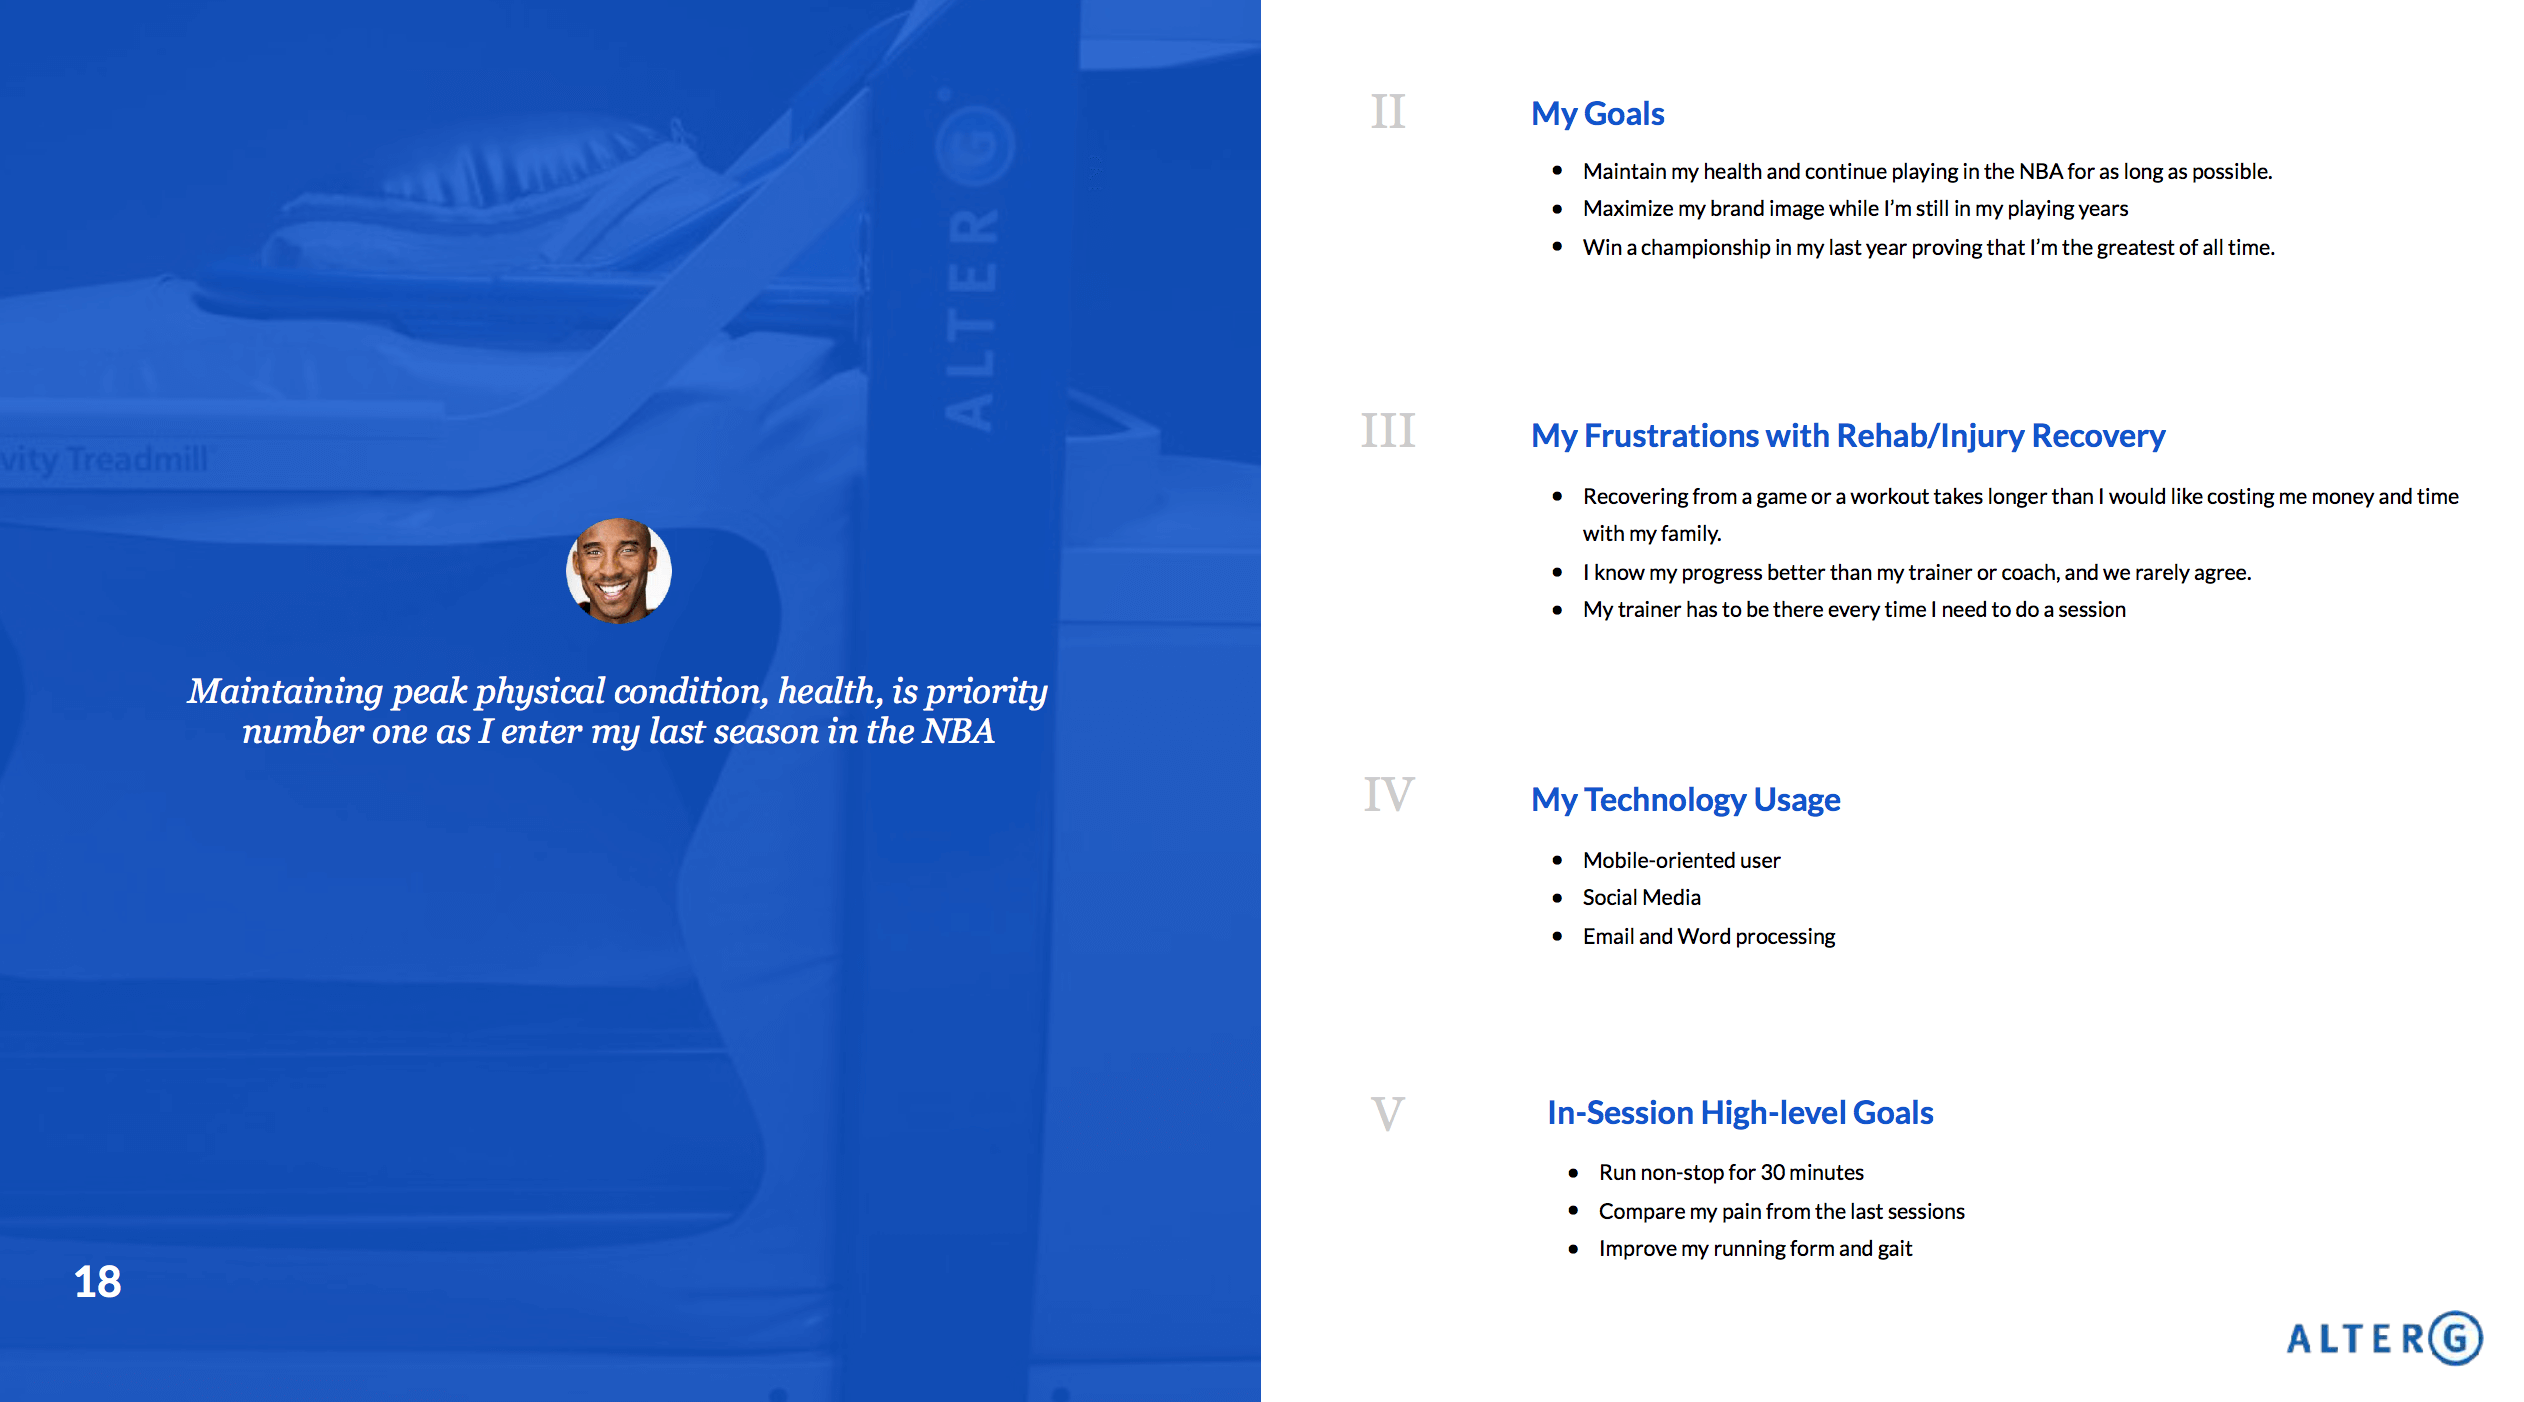 ALTER G
vity Treadmill
Maintaining peak physical condition, health, is priority
number one as I enter my last season in the NBA
18
II
My Goals
• Maintain my health and continue playing in the NBA for as long as possible.
• Maximize my brand image while I’m still in my playing years
• Win a championship in my last year proving that I’m the greatest of all time.
III
My Frustrations with Rehab/Injury Recovery
• Recovering from a game or a workout takes longer than I would like costing me money and time
with my family.
• I know my progress better than my trainer or coach, and we rarely agree.
• My trainer has to be there every time I need to do a session
IV
My Technology Usage
• Mobile-oriented user
• Social Media
• Email and Word processing
V
In-Session High-level Goals
• Run non-stop for 30 minutes
• Compare my pain from the last sessions
• Improve my running form and gait
ALTERG